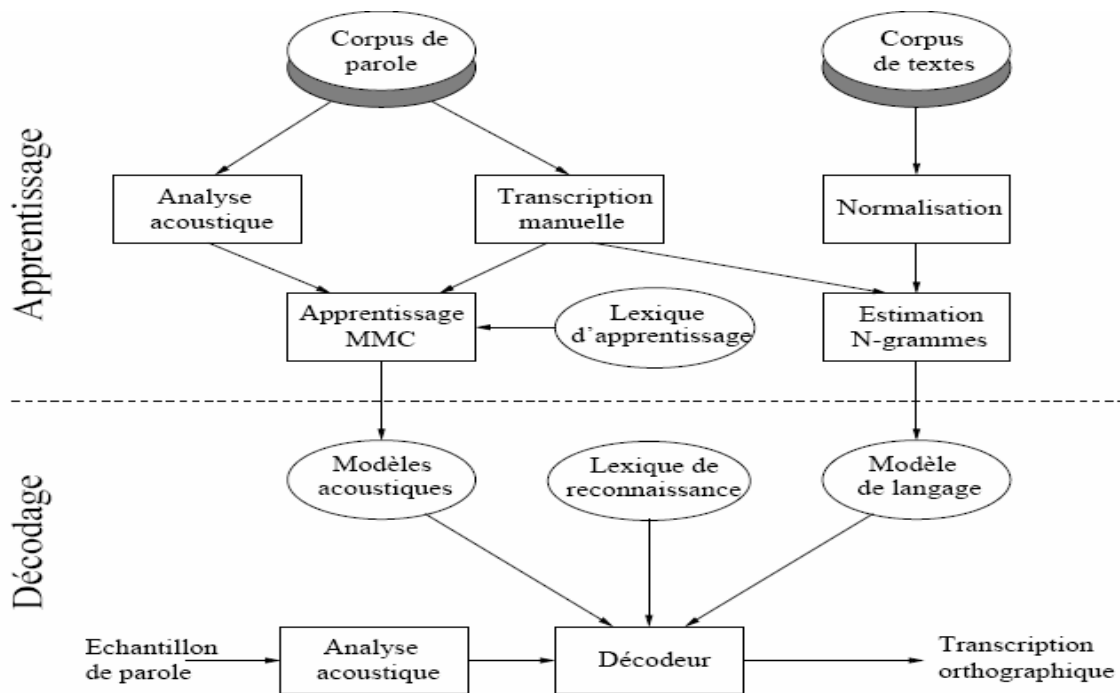 Corpus de
parole
Corpus
de textes
Apprentissage
Analyse
acoustique
Transcription
manuelle
Normalisation
Apprentissage
MMC
Lexique
d'apprentissage
Estimation
N-grammes
Décodage
Modèles
acoustiques
Lexique de
reconnaissance
Modèle
de langage
Echantillon
de parole
Analyse
acoustique
Décodeur
Transcription
orthographique